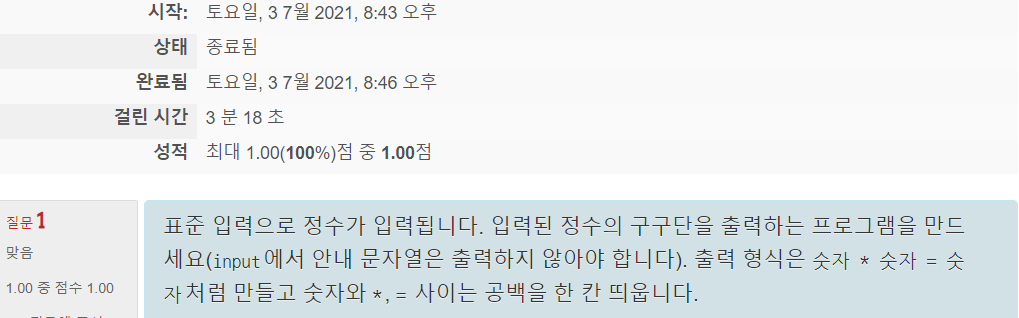 시작: 토요일, 3 7월 2021, 8:43 오후
상태 종료됨
완료됨 토요일, 3 7월 2021, 8:46 오후
걸린 시간 3 분 18 초
성적 최대 1.00(100%)점 중 1.00점
질문 1
맞음
1.00 중 점수 1.00
표준 입력으로 정수가 입력됩니다. 입력된 정수의 구구단을 출력하는 프로그램을 만드
세요(input에서 안내 문자열은 출력하지 않아야 합니다). 출력 형식은 숫자 * 숫자 = 숫
자처럼 만들고 숫자와 *, = 사이는 공백을 한 칸 띄웁니다.